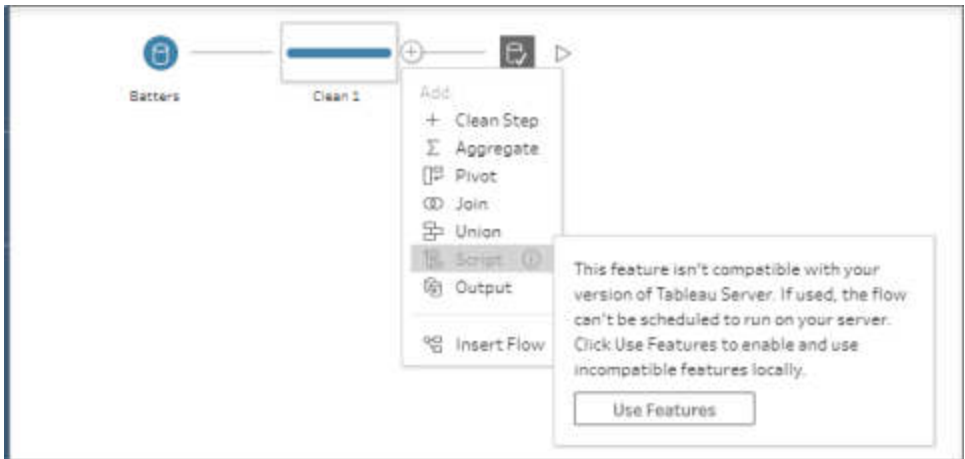 Batters
Clean 1
Add
Clean Step
Aggregate
Pivot
Join
Union
Script
Output
Insert Flow
This feature isn't compatible with your
version of Tableau Server. If used, the flow
can't be scheduled to run on your server.
Click Use Features to enable and use
incompatible features locally.
Use Features